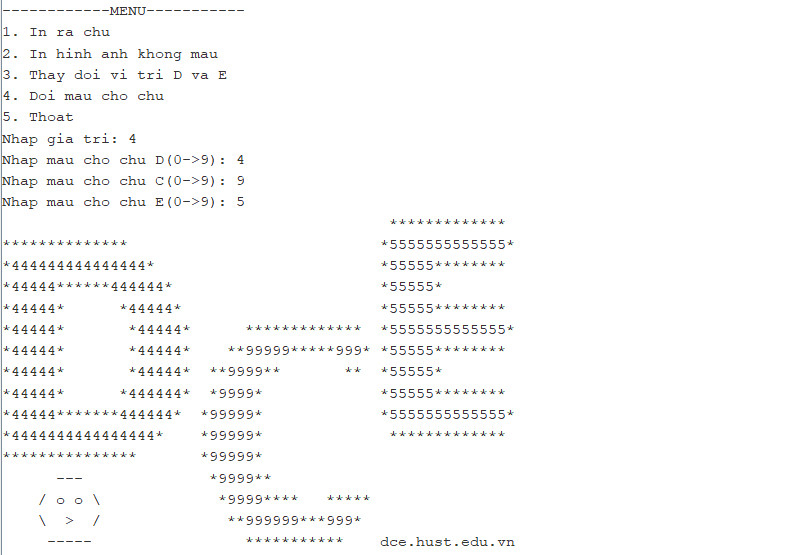 ------------MENU-----------
1. In ra chu
2. In hinh anh khong mau
3. Thay doi vi tri D va E
4. Doi mau cho chu
5. Thoat
Nhap gia tri: 4
Nhap mau cho chu D(0->9): 4
Nhap mau cho chu C(0->9): 9
Nhap mau cho chu E(0->9): 5
                                           *************
**************                            *5555555555555*
*444444444444444*                         *55555********
*44444******444444*                       *55555*
*44444*      *44444*                      *55555********
*44444*       *44444*      *************  *5555555555555*
*44444*       *44444*    **99999*****999* *55555********
*44444*       *44444*  **9999**       **  *55555*
*44444*      *444444*  *9999*             *55555********
*44444*******444444*  *99999*             *5555555555555*
*4444444444444444*    *99999*              *************
***************       *99999*
      ---              *9999**
    / o o \             *9999****   *****
    \  >  /              **999999***999*
     -----                 ***********    dce.hust.edu.vn